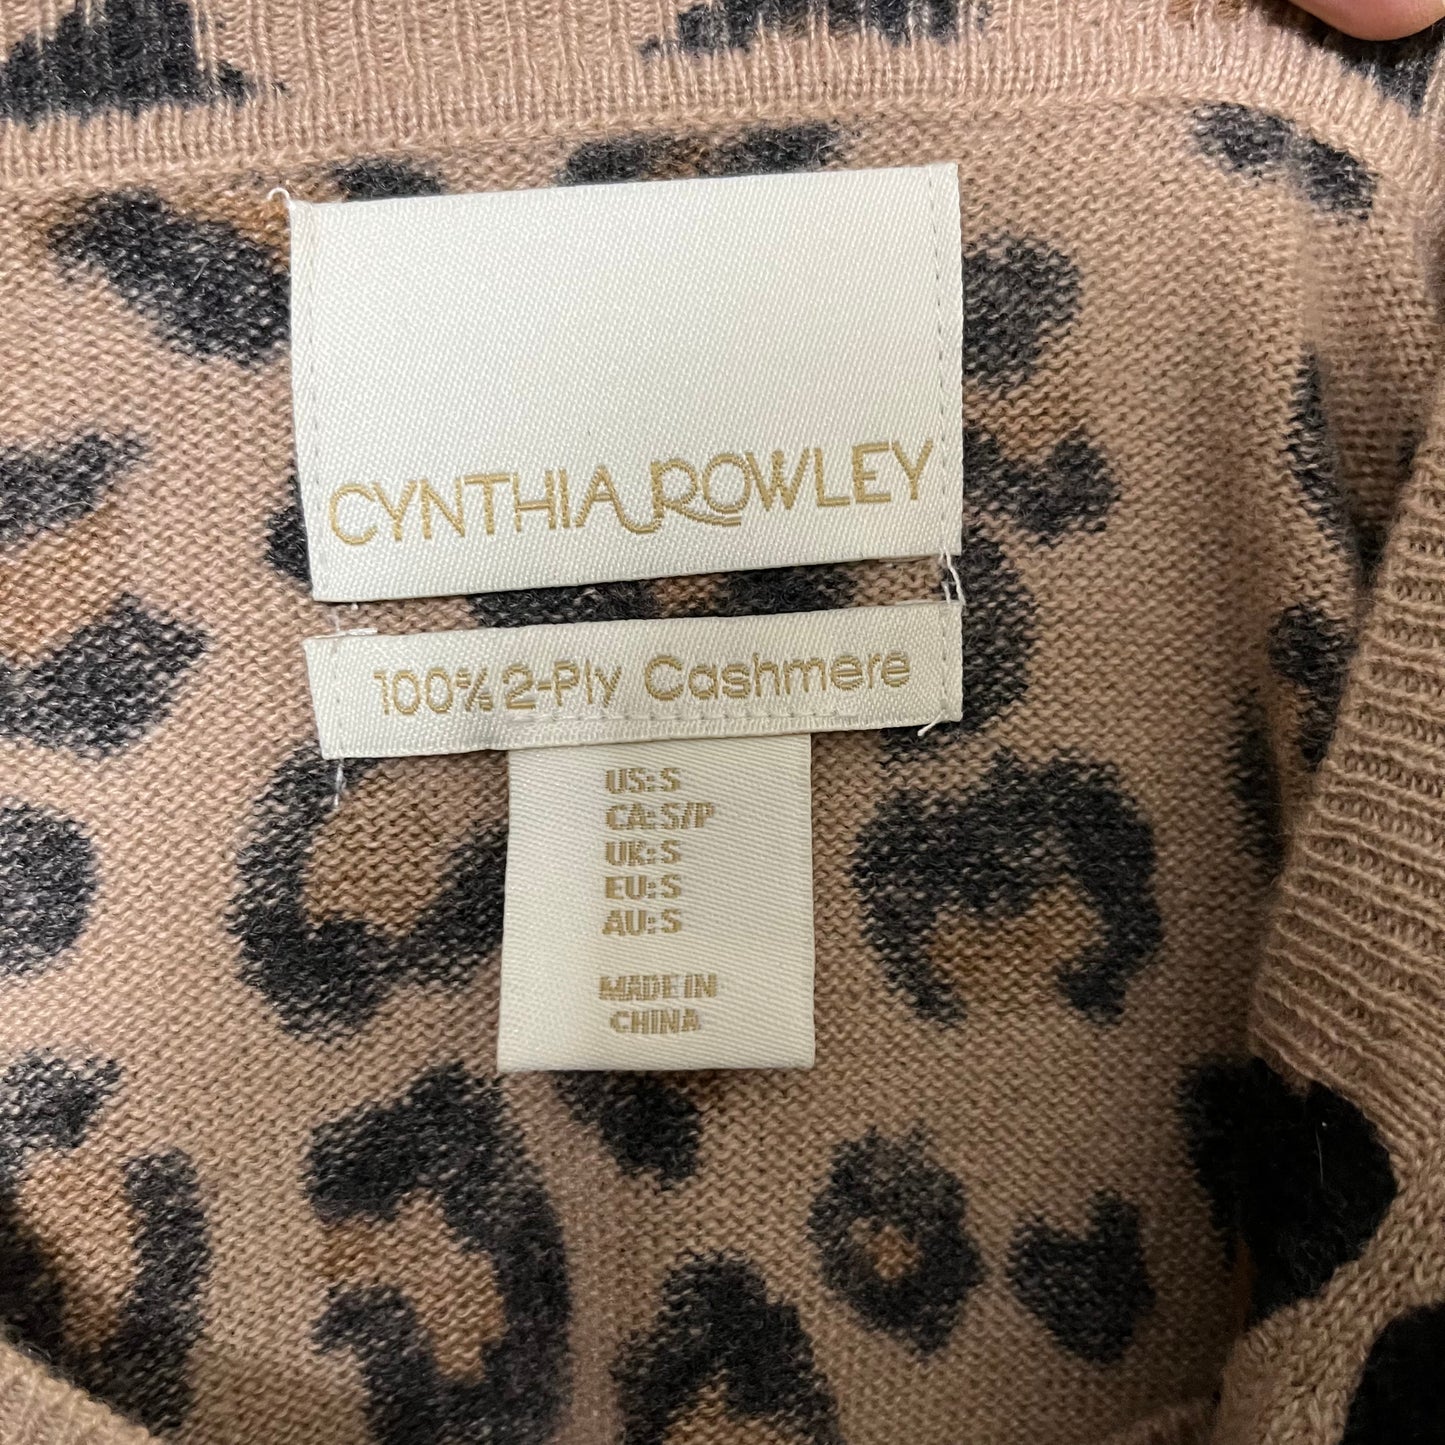 CYNTHIA ROWLEY
100% 2-Ply Cashmere
US: S
CA: S/P
UK: S
EU: S
AU: S
MADE IN
CHINA